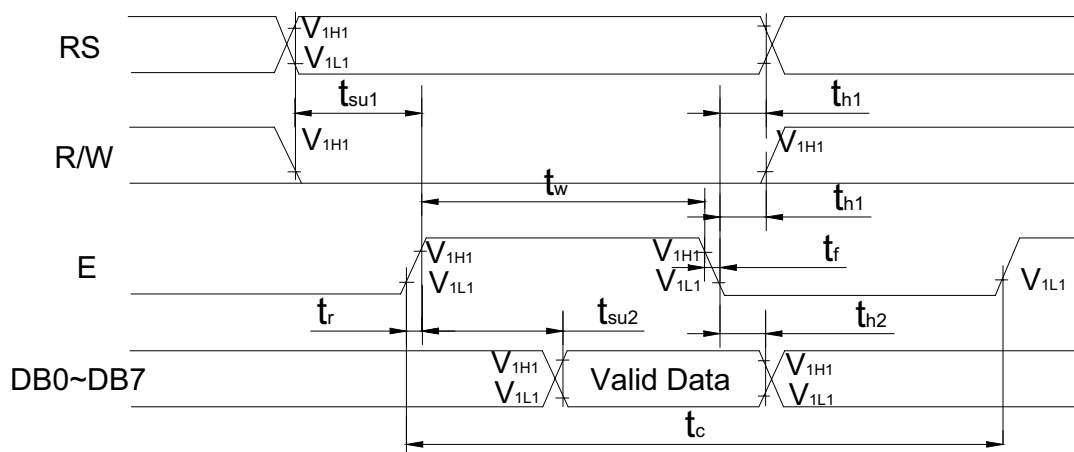 RS
V1H1
V1L1
tsu1
th1
R/W
V1H1
V1H1
tw
th1
E
V1H1
V1L1
V1H1
V1L1
tf
V1L1
tr
tsu2
th2
DB0~DB7
V1H1
V1L1
Valid Data
V1H1
V1L1
tc